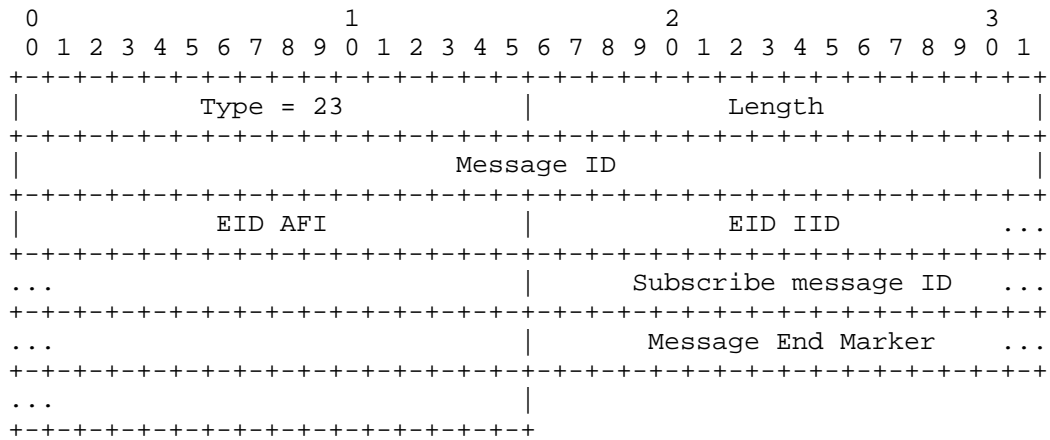 0                   1                   2                   3
 0 1 2 3 4 5 6 7 8 9 0 1 2 3 4 5 6 7 8 9 0 1 2 3 4 5 6 7 8 9 0 1
+-+-+-+-+-+-+-+-+-+-+-+-+-+-+-+-+-+-+-+-+-+-+-+-+-+-+-+-+-+-+-+-+
|           Type = 23           |            Length             |
+-+-+-+-+-+-+-+-+-+-+-+-+-+-+-+-+-+-+-+-+-+-+-+-+-+-+-+-+-+-+-+-+
|                           Message ID                          |
+-+-+-+-+-+-+-+-+-+-+-+-+-+-+-+-+-+-+-+-+-+-+-+-+-+-+-+-+-+-+-+-+
|            EID AFI            |            EID IID          ...
+-+-+-+-+-+-+-+-+-+-+-+-+-+-+-+-+-+-+-+-+-+-+-+-+-+-+-+-+-+-+-+-+
...                             |      Subscribe message ID   ...
+-+-+-+-+-+-+-+-+-+-+-+-+-+-+-+-+-+-+-+-+-+-+-+-+-+-+-+-+-+-+-+-+
...                             |       Message End Marker    ...
+-+-+-+-+-+-+-+-+-+-+-+-+-+-+-+-+-+-+-+-+-+-+-+-+-+-+-+-+-+-+-+-+
...                             |
+-+-+-+-+-+-+-+-+-+-+-+-+-+-+-+-+